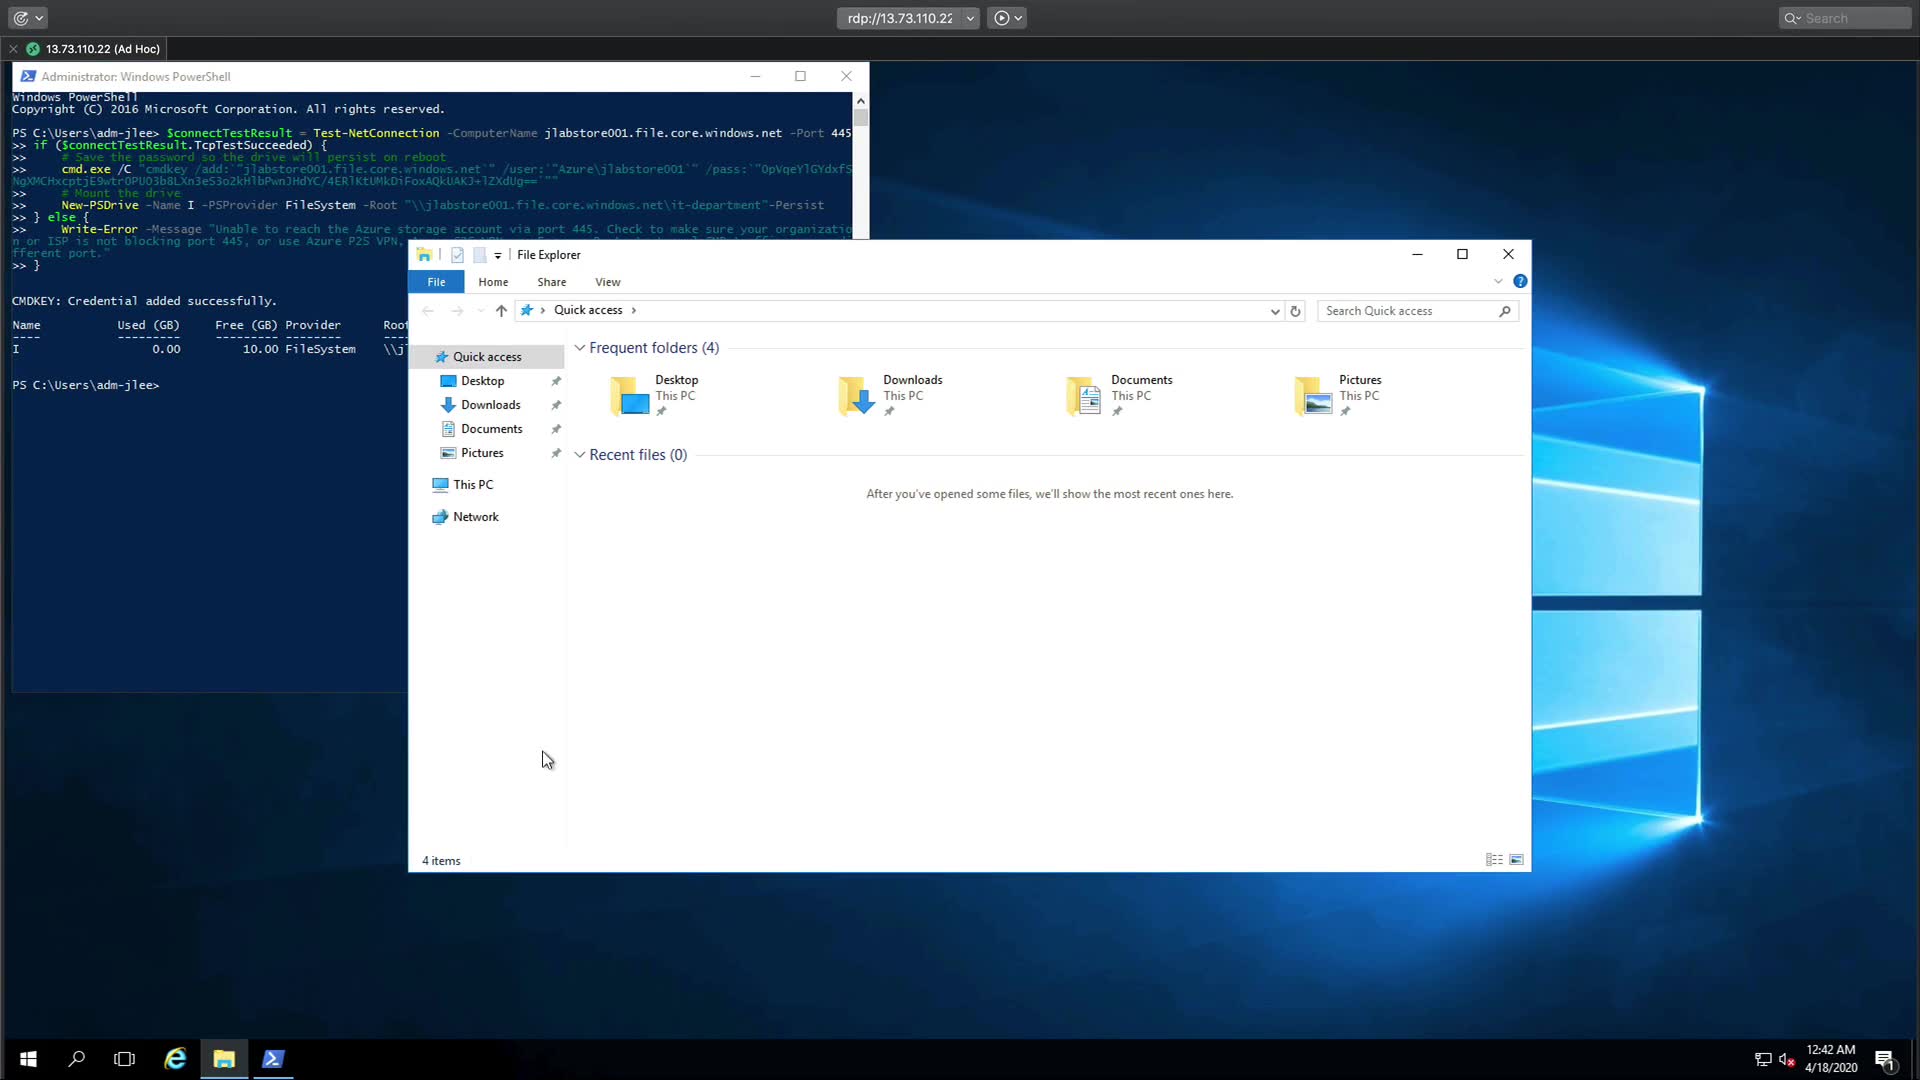 rdp://13.73.110.22
Search
13.73.110.22 (Ad Hoc)
Administrator: Windows PowerShell
Windows PowerShell
Copyright (C) 2016 Microsoft Corporation. All rights reserved.
PS C:\Users\adm-jlee> $connectTestResult = Test-NetConnection -ComputerName jlabstore001.file.core.windows.net -Port 445
>> if ($connectTestResult.TcpTestSucceeded) {
>> # Save the password so the drive will persist on reboot
>> cmd.exe /C "cmdkey /add:`"jlabstore001.file.core.windows.net`" /user:`"Azure\jlabstore001`" /pass:`"
>> # Mount the drive
>> New-PSDrive -Name I -PSProvider FileSystem -Root "\\jlabstore001.file.core.windows.net\it-department"-Persist
>> } else {
>> Write-Error -Message "Unable to reach the Azure storage account via port 445. Check to make sure your organizatio
n or ISP is not blocking port 445, or use Azure P2S VPN,
fferent port."
>> }
CMDKEY: Credential added successfully.
Name Used (GB) Free (GB) Provider Root
---- --------- --------- --------
I 0.00 10.00 FileSystem \\j
PS C:\Users\adm-jlee>
File Explorer
File Home Share View
Quick access
Search Quick access
Quick access
Desktop
Downloads
Documents
Pictures
This PC
Network
Frequent folders (4)
Desktop
This PC
Downloads
This PC
Documents
This PC
Pictures
This PC
Recent files (0)
After you've opened some files, we'll show the most recent ones here.
4 items
12:42 AM
4/18/2020
1